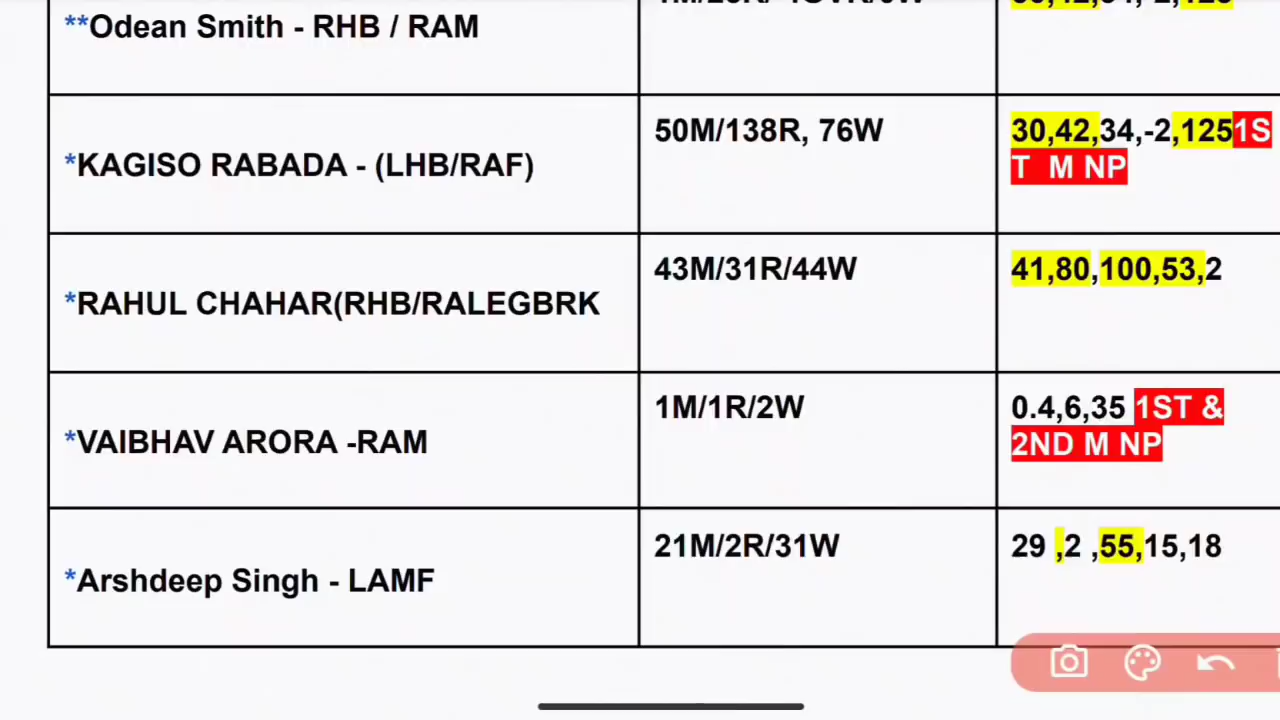 **Odean Smith - RHB / RAM
*KAGISO RABADA - (LHB/RAF)
50M/138R, 76W
30,42,34,-2,125 1S
T M NP
*RAHUL CHAHAR(RHB/RALEGBRK
43M/31R/44W
41,80,100,53,2
*VAIBHAV ARORA -RAM
1M/1R/2W
0.4,6,35 1ST &
2ND M NP
*Arshdeep Singh - LAMF
21M/2R/31W
29 ,2 ,55,15,18